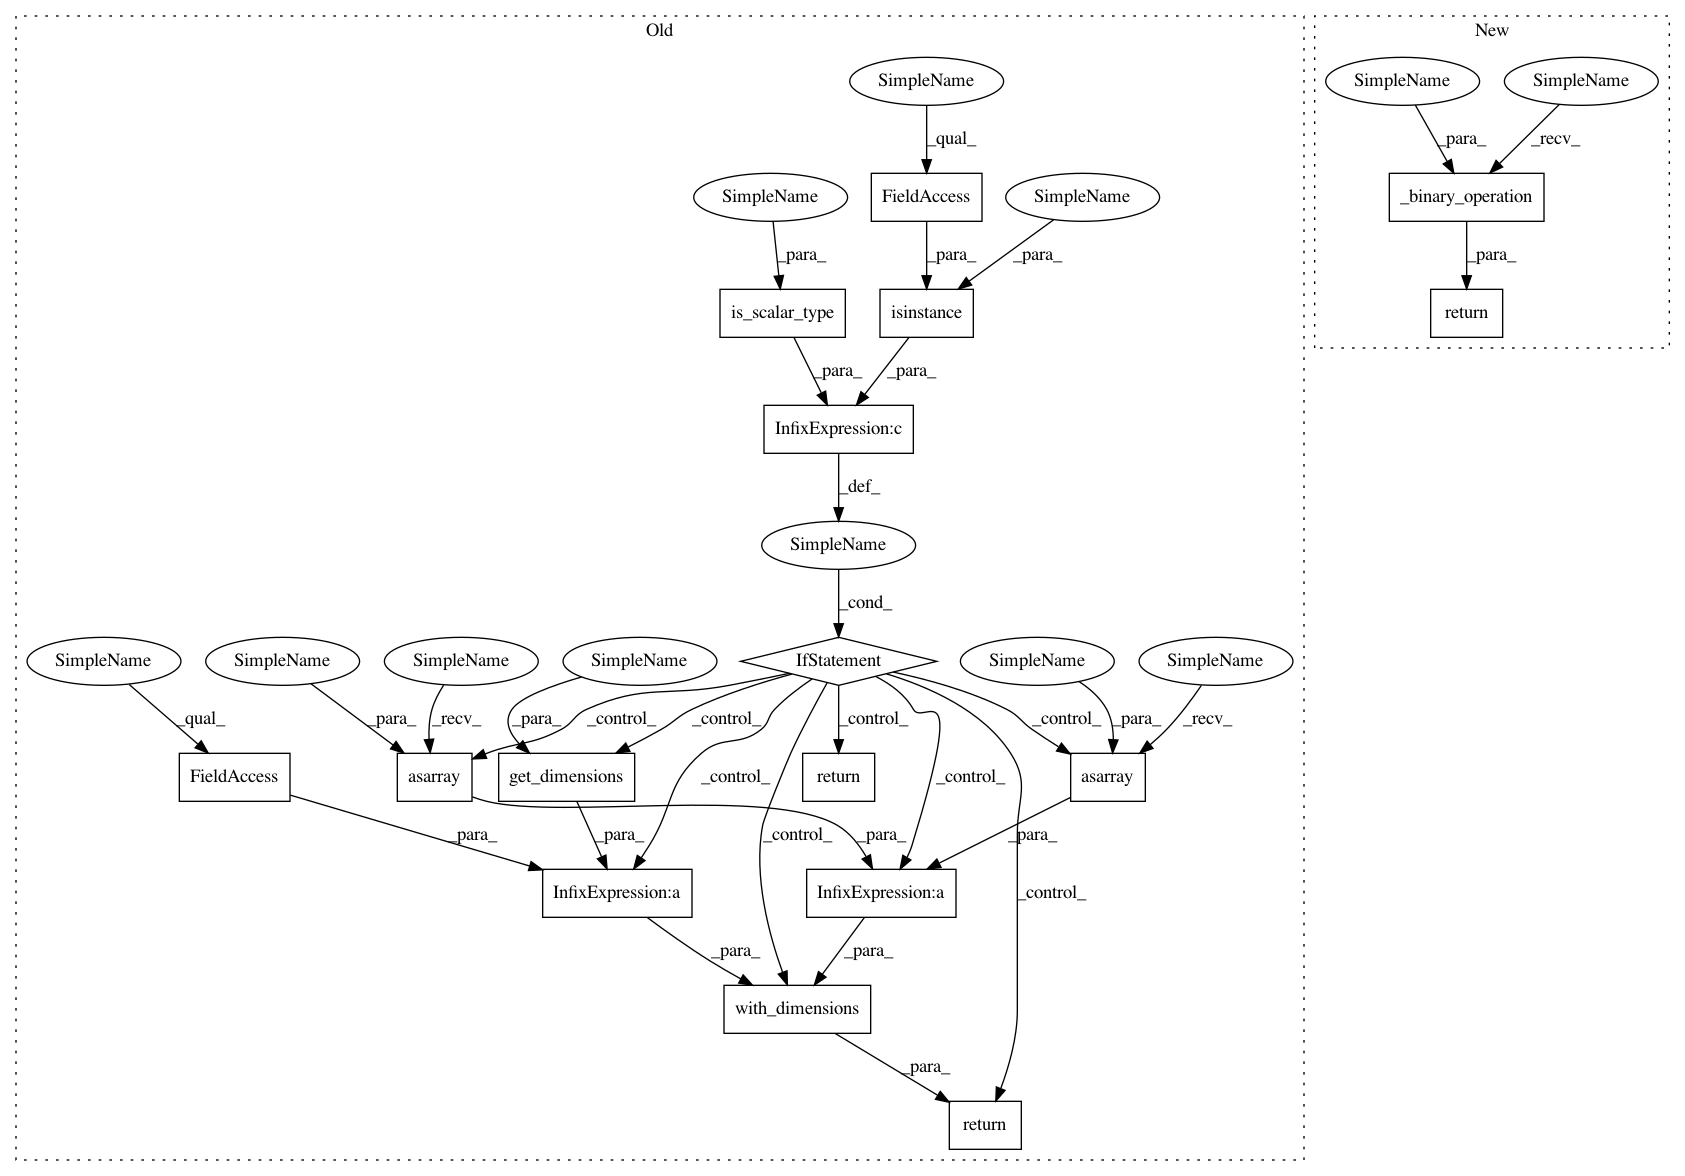 Old
New
SimpleName
SimpleName
SimpleName
_qual_
_para_
_recv_
SimpleName
FieldAccess
SimpleName
_binary_operation
_para_
_para_
_para_
_para_
is_scalar_type
isinstance
return
_para_
_para_
InfixExpression:c
_def_
SimpleName
_cond_
SimpleName
SimpleName
SimpleName
SimpleName
IfStatement
SimpleName
SimpleName
_qual_
_para_
_recv_
_para_
_control_
_control_
_control_
_control_
_para_
_recv_
FieldAccess
asarray
get_dimensions
_control_
return
_control_
asarray
_para_
_para_
_control_
_para_
_para_
InfixExpression:a
InfixExpression:a
_control_
_para_
_para_
with_dimensions
_para_
return